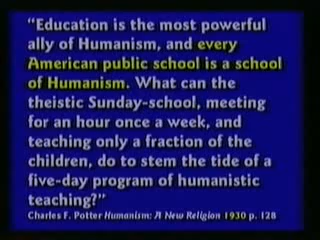 “Education is the most powerful
ally of Humanism, and every
American public school is a school
of Humanism. What can the
theistic Sunday-school, meeting
for an hour once a week, and
teaching only a fraction of the
children, do to stem the tide of a
five-day program of humanistic
teaching?”
Charles F. Potter Humanism: A New Religion 1930 p. 128